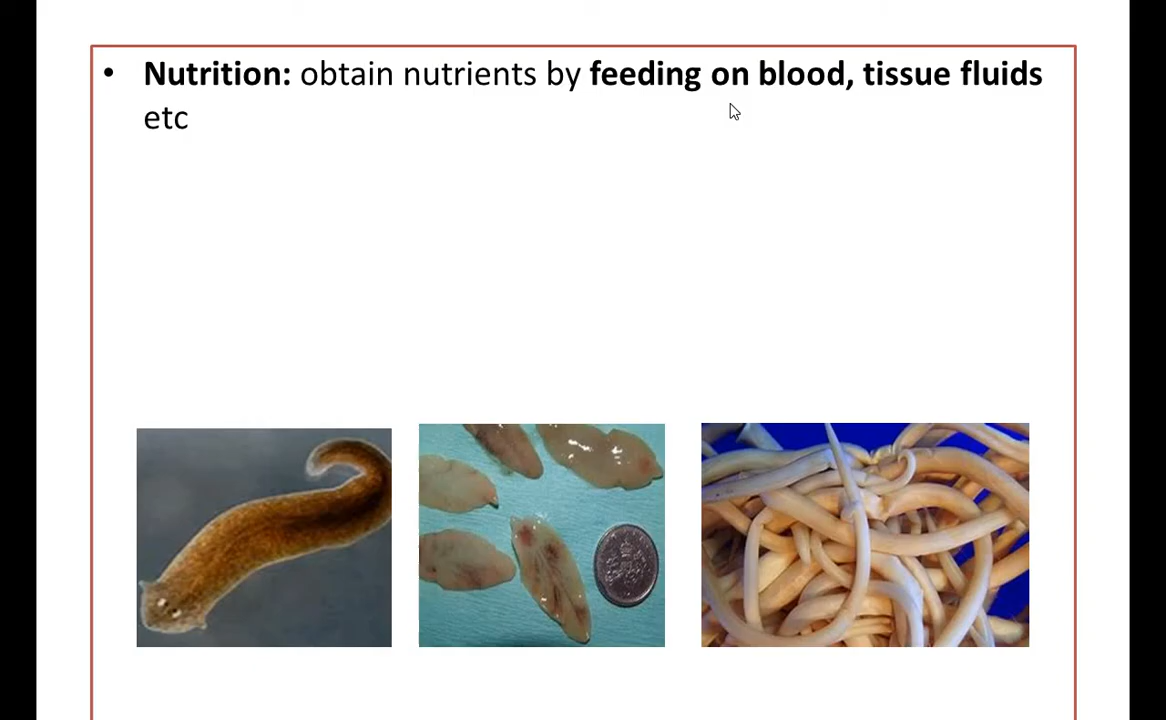 • Nutrition: obtain nutrients by feeding on blood, tissue fluids
etc